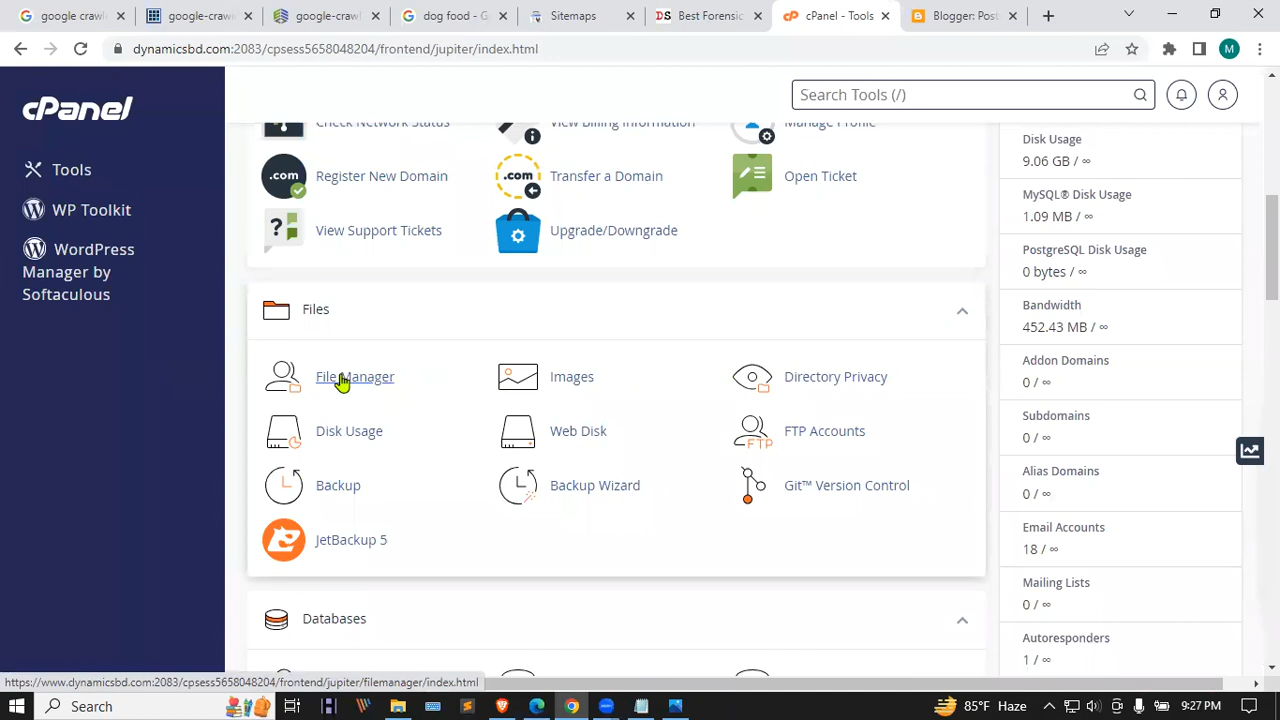 google-crawl
google-crawl
google-crawl
dog food - G
Sitemaps
DS Best Forensic
cP cPanel - Tools
Blogger: Post
dynamicsbd.com:2083/cpsess5658048204/frontend/jupiter/index.html
M
cPanel
Search Tools (/)
Tools
WP Toolkit
WordPress
Manager by
Softaculous
Check Network Status
View Billing Information
Manage Profile
.com Register New Domain
.com Transfer a Domain
Open Ticket
View Support Tickets
Upgrade/Downgrade
Files
File Manager
Images
Directory Privacy
Disk Usage
Web Disk
FTP FTP Accounts
Backup
Backup Wizard
Git™ Version Control
JetBackup 5
Databases
Disk Usage
9.06 GB / ∞
MySQL® Disk Usage
1.09 MB / ∞
PostgreSQL Disk Usage
0 bytes / ∞
Bandwidth
452.43 MB / ∞
Addon Domains
0 / ∞
Subdomains
0 / ∞
Alias Domains
0 / ∞
Email Accounts
18 / ∞
Mailing Lists
0 / ∞
Autoresponders
1 / ∞
https://www.dynamicsbd.com:2083/cpsess5658048204/frontend/jupiter/filemanager/index.html
Search
85°F Haze
9:27 PM